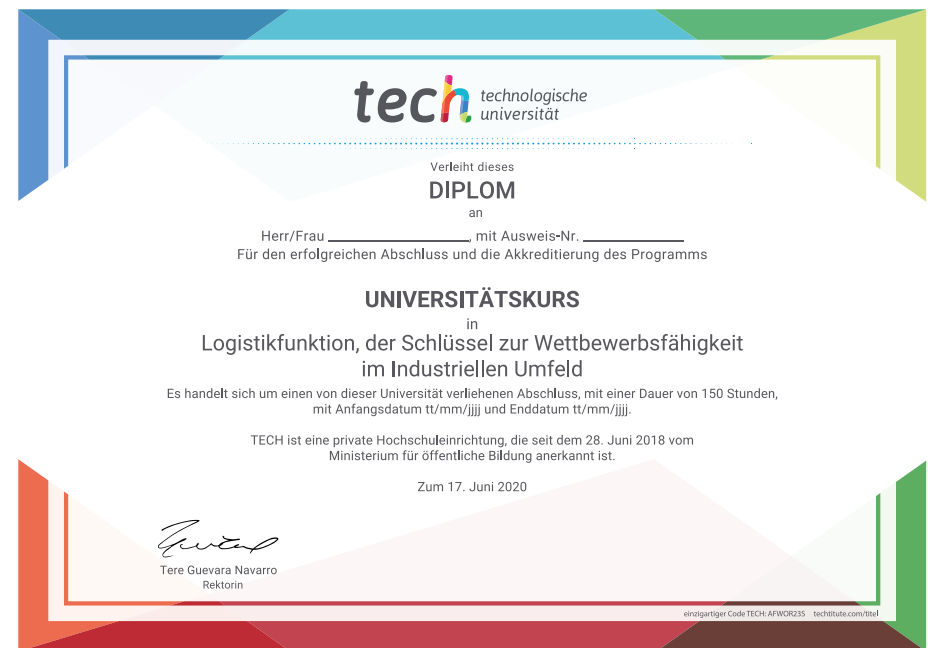 tech technologische
universität
Verleiht dieses
DIPLOM
an
Herr/Frau ____________, mit Ausweis-Nr. ____________
Für den erfolgreichen Abschluss und die Akkreditierung des Programms
UNIVERSITÄTSKURS
in
Logistikfunktion, der Schlüssel zur Wettbewerbsfähigkeit
im Industriellen Umfeld
Es handelt sich um einen von dieser Universität verliehenen Abschluss, mit einer Dauer von 150 Stunden,
mit Anfangsdatum tt/mm/jjjj und Enddatum tt/mm/jjjj.
TECH ist eine private Hochschuleinrichtung, die seit dem 28. Juni 2018 vom
Ministerium für öffentliche Bildung anerkannt ist.
Zum 17. Juni 2020
Tere Guevara Navarro
Rektorin
einzigartiger Code TECH: AFWOR23S techtitute.com/titel